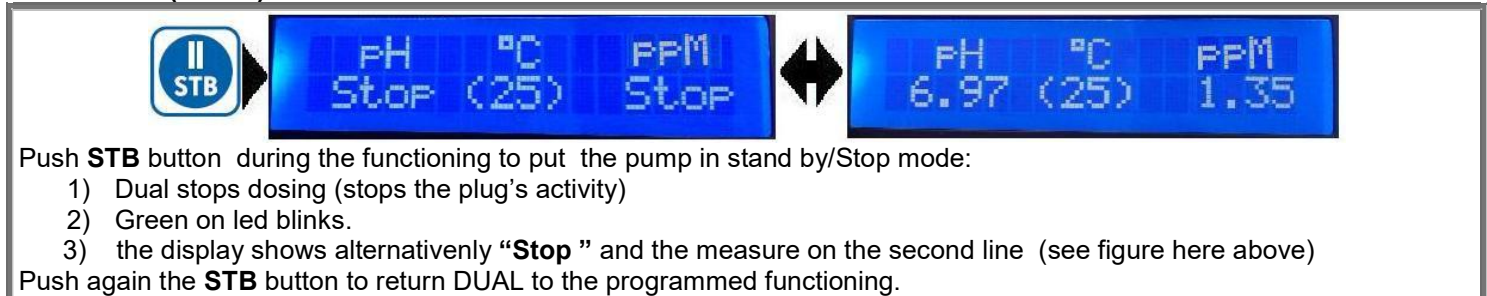 II
STB
pH °C ppM
Stop (25) Stop
pH °C ppM
6.97 (25) 1.35
Push STB button during the functioning to put the pump in stand by/Stop mode:
1) Dual stops dosing (stops the plug's activity)
2) Green on led blinks.
3) the display shows alternativenly “Stop ” and the measure on the second line (see figure here above)
Push again the STB button to return DUAL to the programmed functioning.